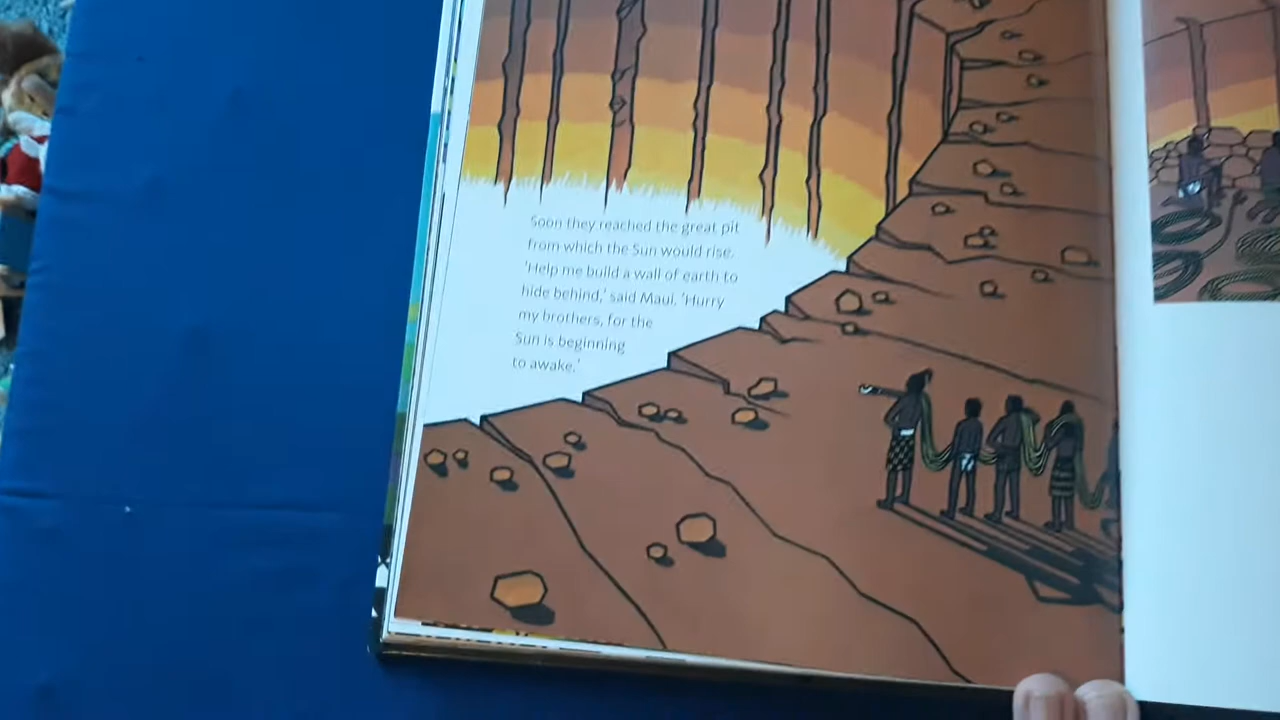 Soon they reached the great pit
from which the Sun would rise.
'Help me build a wall of earth to
hide behind,' said Maui. 'Hurry
my brothers, for the
Sun is beginning
to awake.'